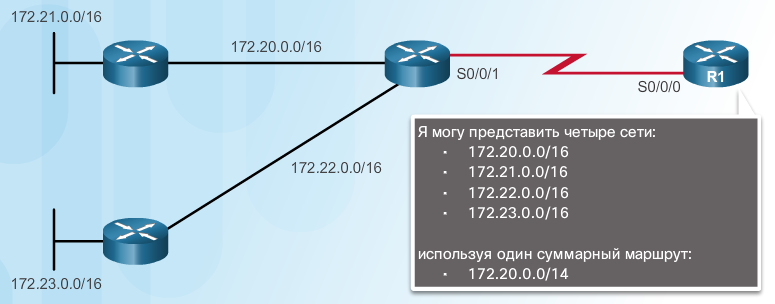 172.21.0.0/16
172.20.0.0/16
S0/0/1
S0/0/0
R1
172.22.0.0/16
172.23.0.0/16
Я могу представить четыре сети:
▪ 172.20.0.0/16
▪ 172.21.0.0/16
▪ 172.22.0.0/16
▪ 172.23.0.0/16
используя один суммарный маршрут:
▪ 172.20.0.0/14